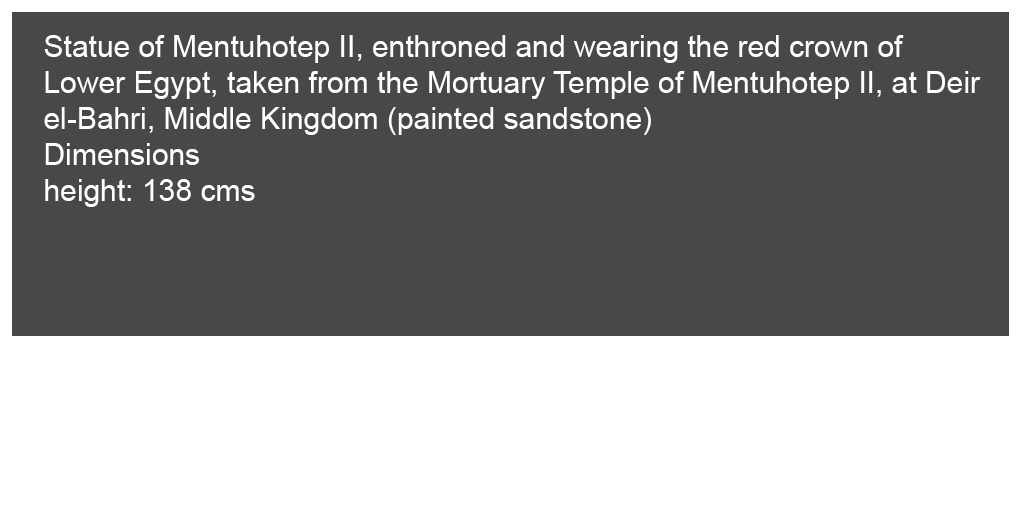 Statue of Mentuhotep II, enthroned and wearing the red crown of
Lower Egypt, taken from the Mortuary Temple of Mentuhotep II, at Deir
el-Bahri, Middle Kingdom (painted sandstone)
Dimensions
height: 138 cms